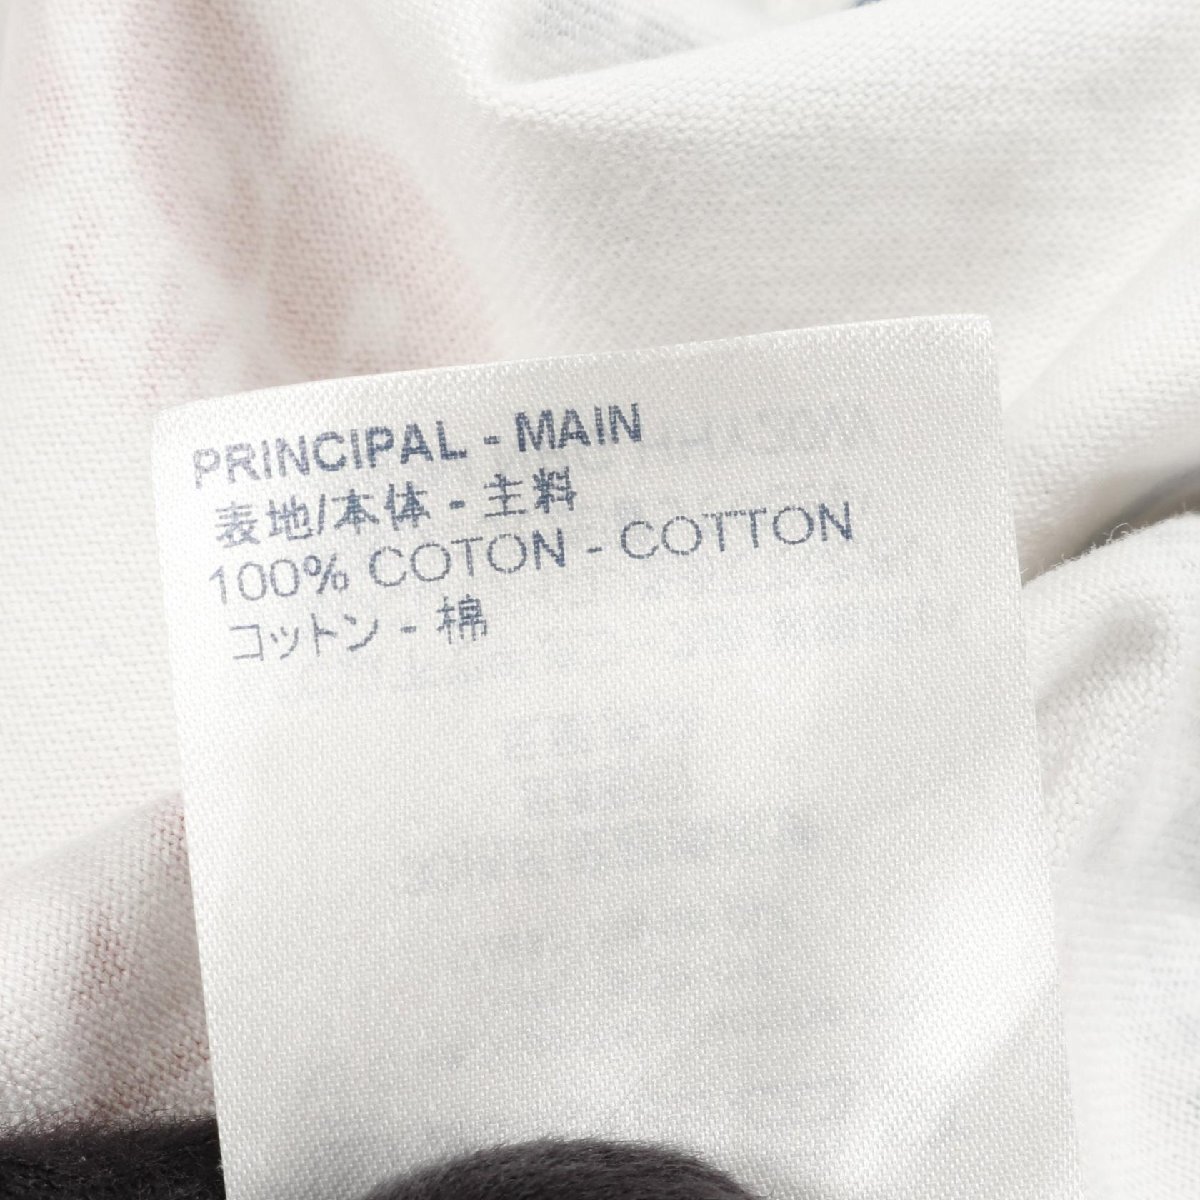 PRINCIPAL - MAIN
表地/本体 - 主料
100% COTON - COTTON
コットン - 棉